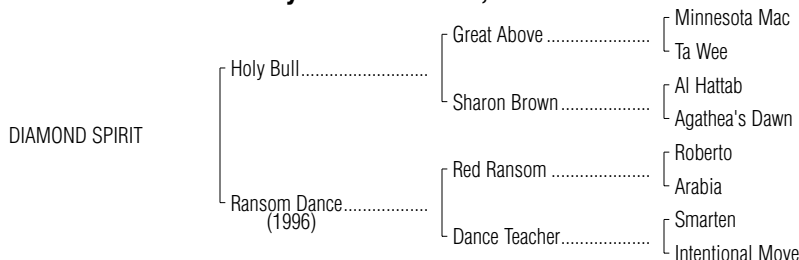 Minnesota Mac
Great Above ...........................
Ta Wee
Holy Bull.................................
Al Hattab
Sharon Brown.......................
Agathea's Dawn
DIAMOND SPIRIT
Roberto
Red Ransom .........................
Arabia
Ransom Dance......................
(1996)
Smarten
Dance Teacher.......................
Intentional Move